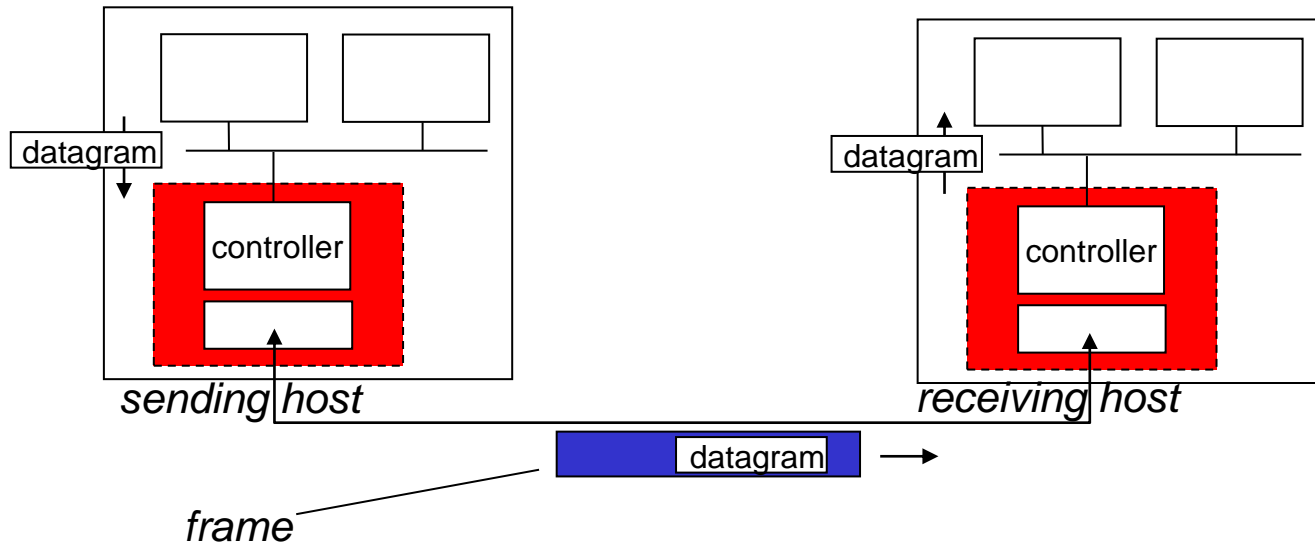 datagram
datagram
controller
controller
sending host
receiving host
datagram
frame